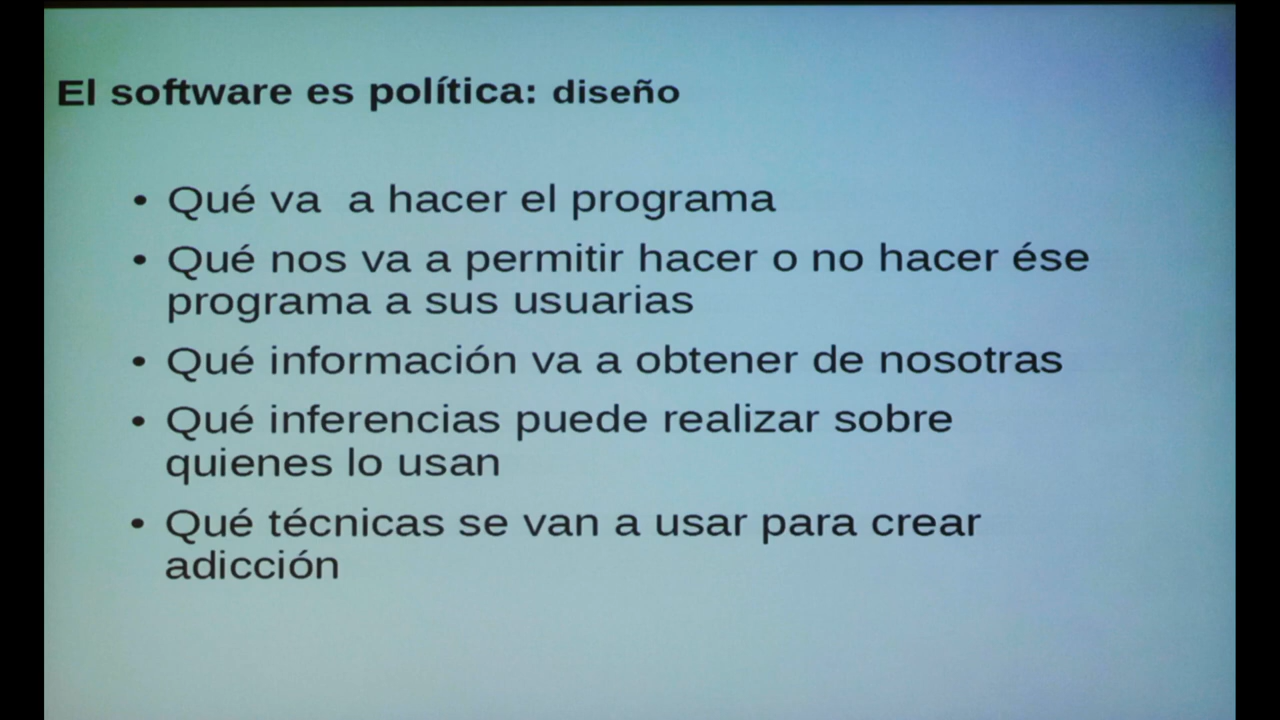 El software es política: diseño
• Qué va  a hacer el programa
• Qué nos va a permitir hacer o no hacer ése
programa a sus usuarias
• Qué información va a obtener de nosotras
• Qué inferencias puede realizar sobre
quienes lo usan
• Qué técnicas se van a usar para crear
adicción